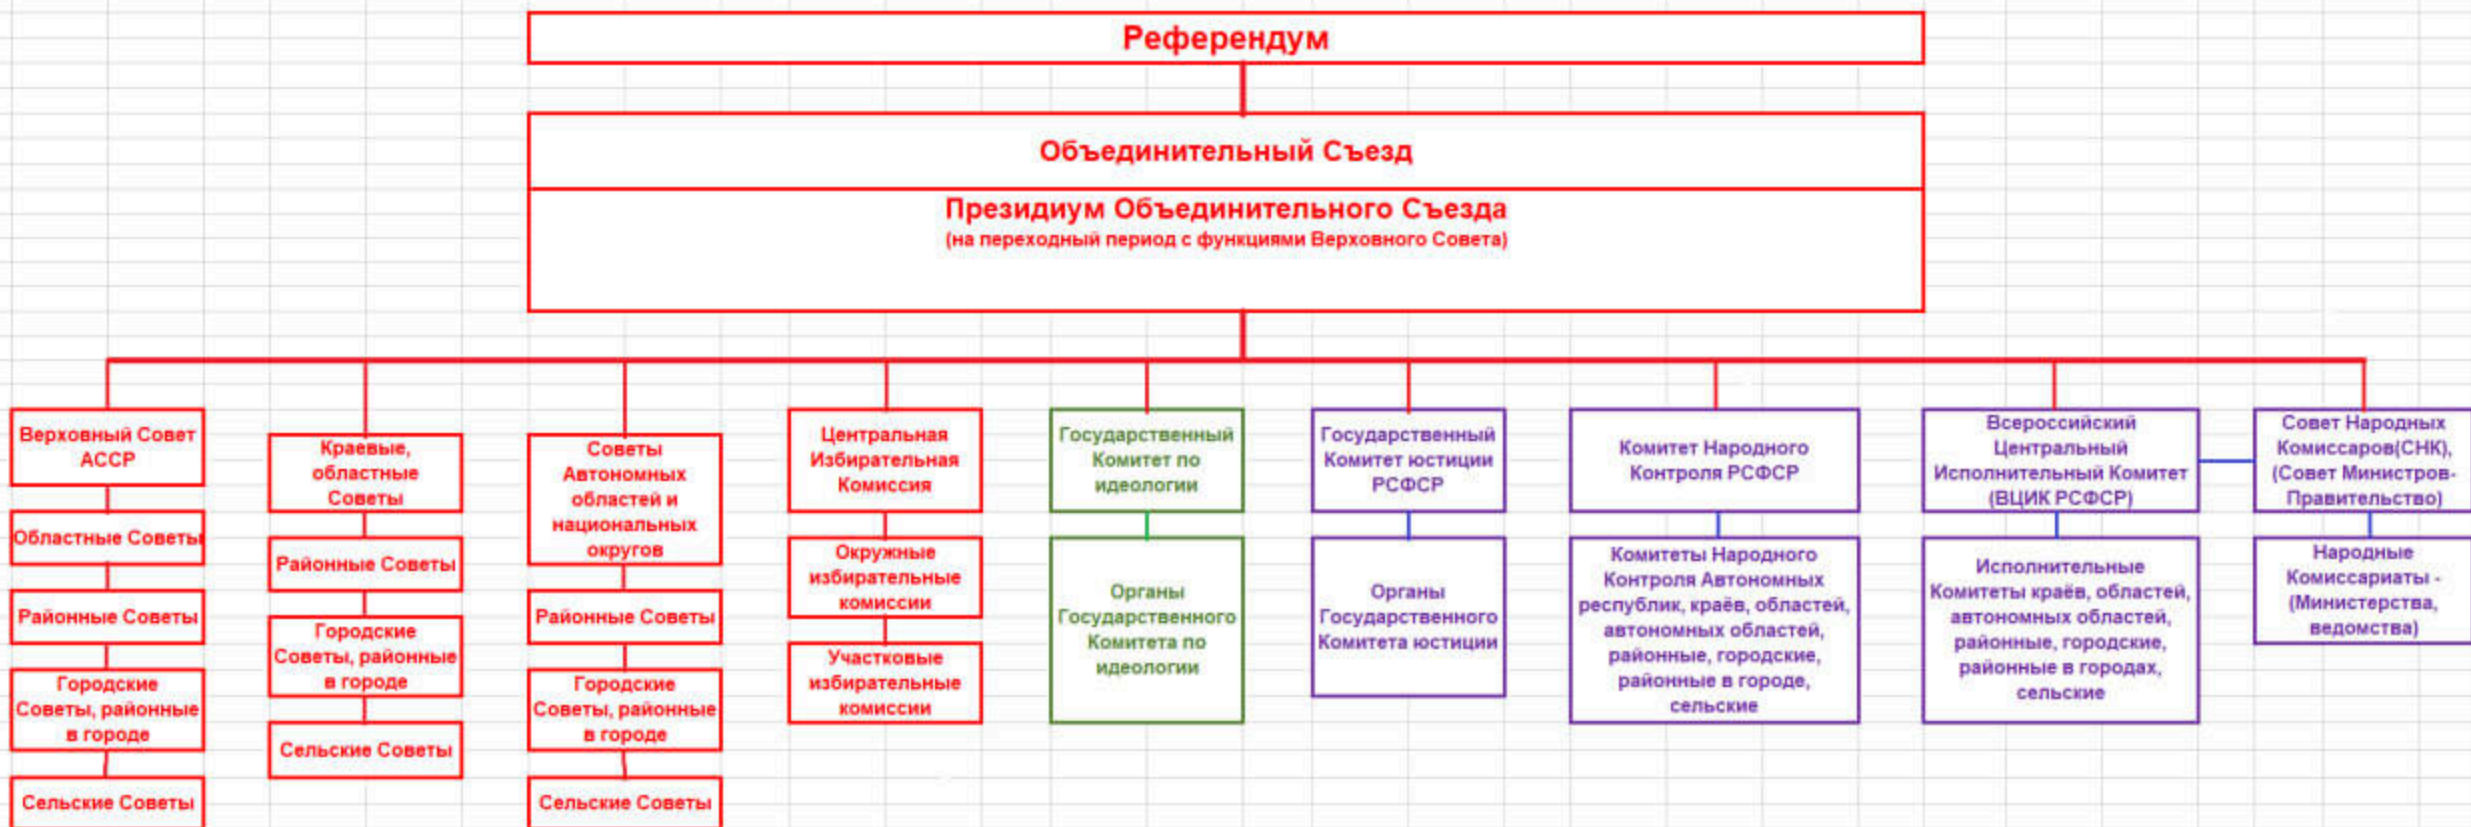 Референдум
Объединительный Съезд
Президиум Объединительного Съезда
(на переходный период с функциями Верховного Совета)
Верховный Совет
АССР
Областные Советы
Районные Советы
Городские
Советы, районные
в городе
Сельские Советы
Краевые,
областные
Советы
Районные Советы
Городские
Советы, районные
в городе
Сельские Советы
Советы
Автономных
областей и
национальных
округов
Районные Советы
Городские
Советы, районные
в городе
Сельские Советы
Центральная
Избирательная
Комиссия
Окружные
избирательные
комиссии
Участковые
избирательные
комиссии
Государственный
Комитет по
идеологии
Органы
Государственного
Комитета по
идеологии
Государственный
Комитет юстиции
РСФСР
Органы
Государственного
Комитета юстиции
Комитет Народного
Контроля РСФСР
Комитеты Народного
Контроля Автономных
республик, краёв, областей,
автономных областей,
районные, городские,
районные в городе,
сельские
Всероссийский
Центральный
Исполнительный Комитет
(ВЦИК РСФСР)
Исполнительные
Комитеты краёв, областей,
автономных областей,
районные, городские,
районные в городах,
сельские
Совет Народных
Комиссаров(СНК),
(Совет Министров-
Правительство)
Народные
Комиссариаты -
(Министерства,
ведомства)